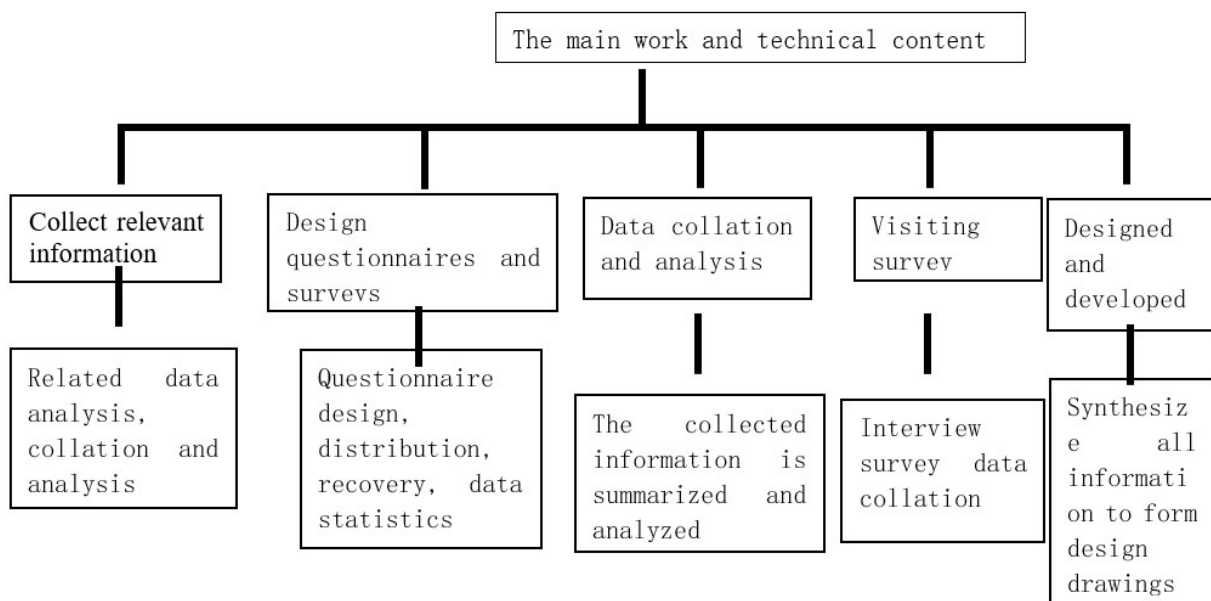 The main work and technical content
Collect relevant
information
Design
questionnaires and
surveys
Data collation
and analysis
Visiting
survey
Designed
and
developed
Related data
analysis,
collation and
analysis
Questionnaire
design,
distribution,
recovery, data
statistics
The collected
information is
summarized and
analyzed
Interview
survey data
collation
Synthesiz
e all
informati
on to form
design
drawings